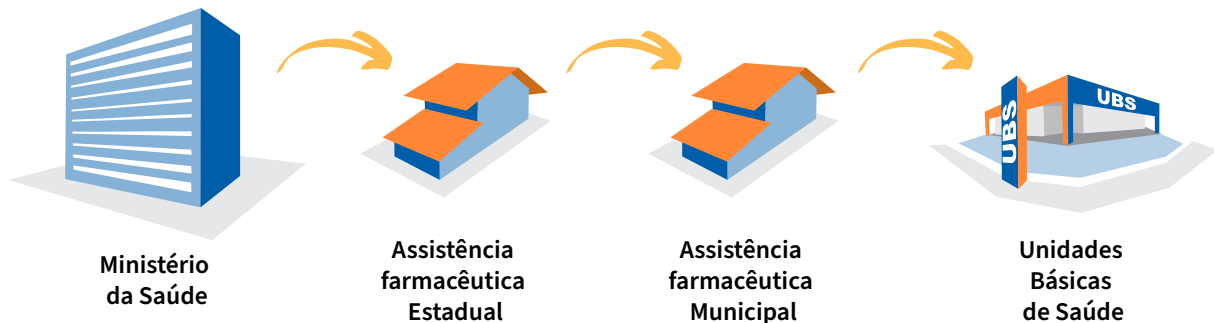 UBS
UBS
Ministério
da Saúde
Assistência
farmacêutica
Estadual
Assistência
farmacêutica
Municipal
Unidades
Básicas
de Saúde